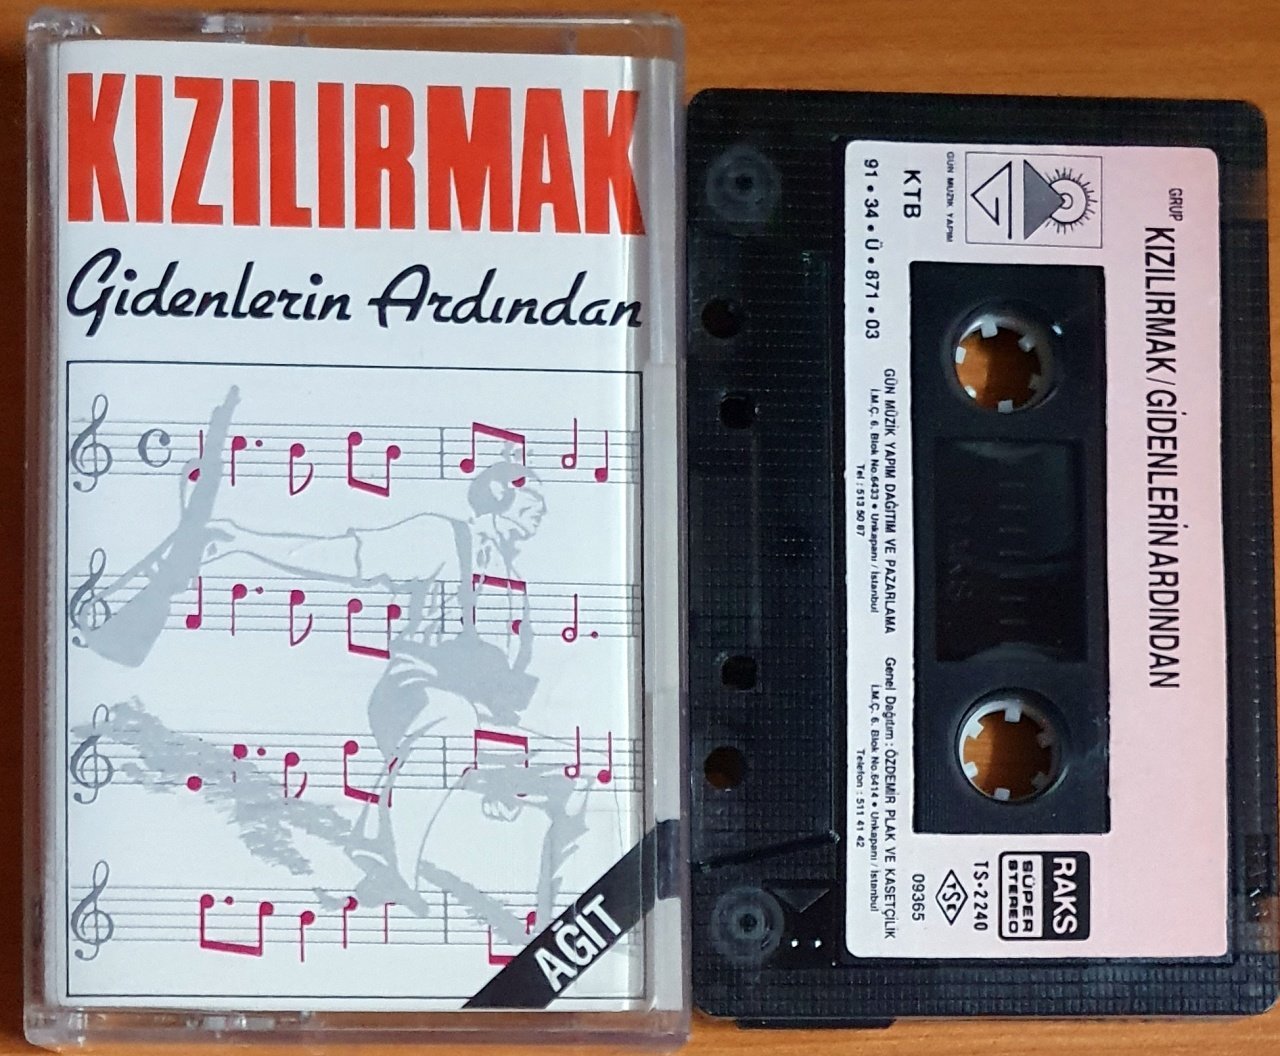 KIZILIRMAK
Gidenlerin Ardından
AĞIT
GRUP KIZILIRMAK/GİDENLERİN ARDINDAN
GÜN MÜZİK YAPIM
KTB
91 • 34 • Ü • 871 • 03
GÜN MÜZİK YAPIM DAĞITIM VE PAZARLAMA
İ.M.Ç. 6. Blok No.6433 • Unkapanı / İstanbul
Tel : 513 50 87
Genel Dağıtım : ÖZDEMİR PLAK VE KASETÇİLİK
İ.M.Ç. 6. Blok No.6414 • Unkapanı / İstanbul
Telefon : 511 41 42
RAKS
SÜPER
STEREO
TS•2240
TSE
09365